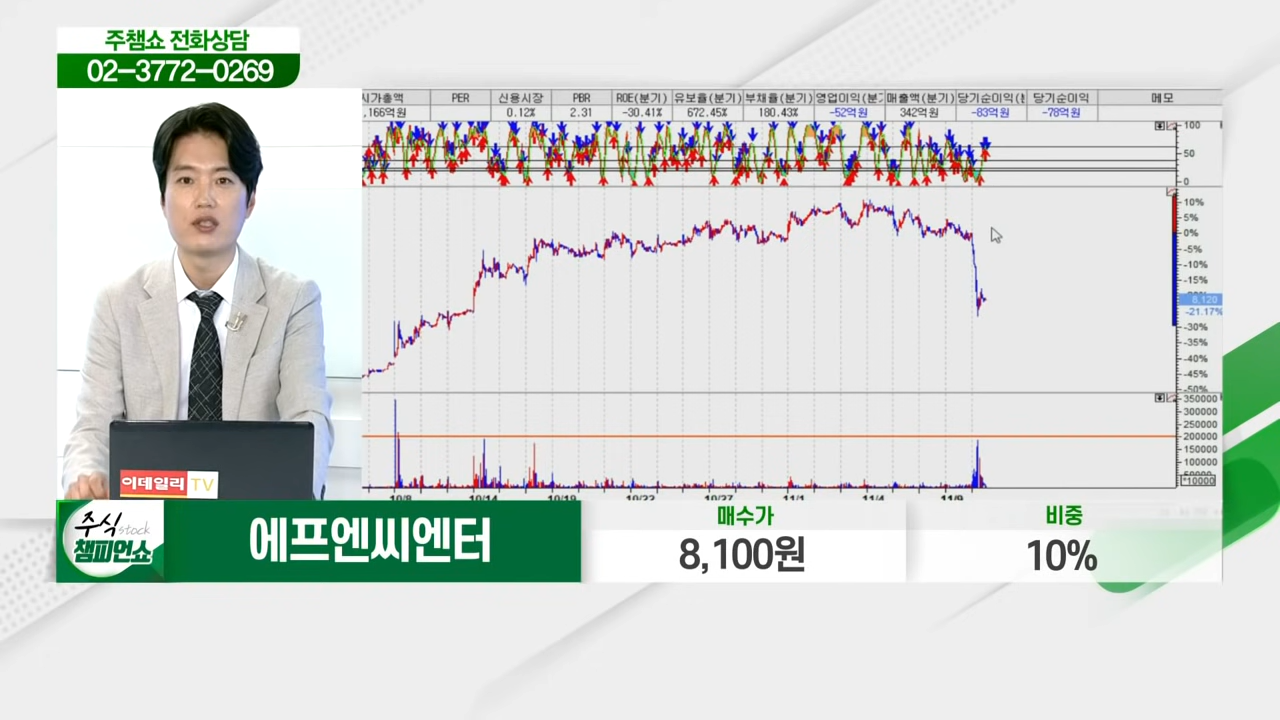 주챔쇼 전화상담
02-3772-0269
시가총액 PER 신용시장 PBR ROE(분기) 유보율(분기) 부채율(분기) 영업이익(분기 매출액(분기) 당기순이익(분 당기순이익 메모
,166억원 0.12% 2.31 -30.41% 672.45% 180.43% -52억원 342억원 -83억원 -78억원
100
50
0
10%
5%
0%
-5%
-10%
-15%
8,120
-21.17%
-30%
-35%
-40%
-45%
-50%
350000
300000
250000
200000
150000
100000
50000
*10000
10/8 10/14 10/19 10/22 10/27 11/1 11/4 11/9
이데일리 TV
주식 stock
챔피언쇼
에프엔씨엔터
매수가
8,100원
비중
10%